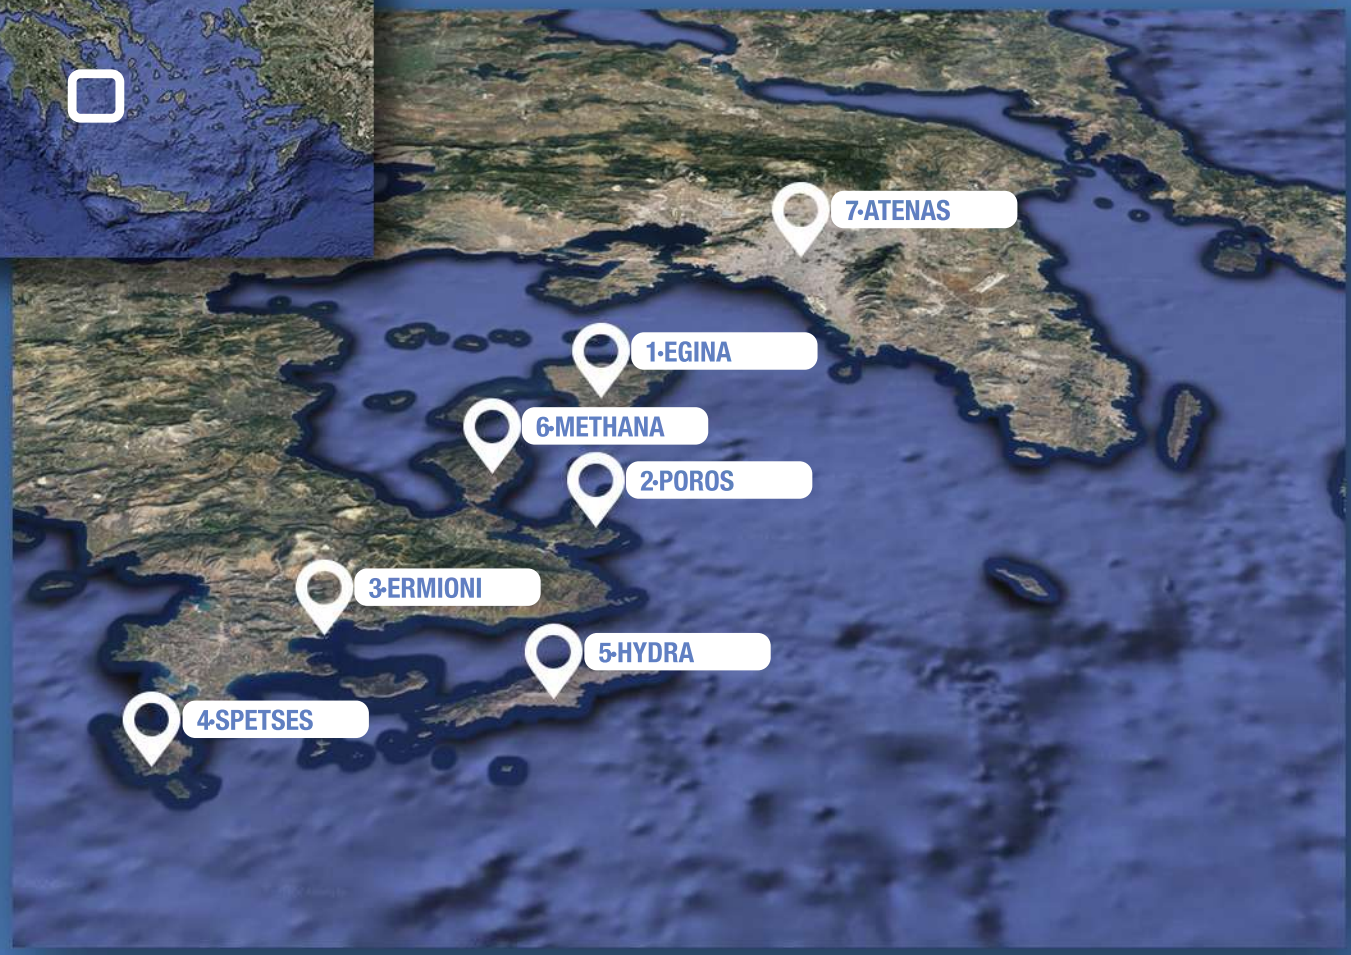 7·ATENAS
1·EGINA
6·METHANA
2·POROS
3·ERMIONI
5·HYDRA
4·SPETSES